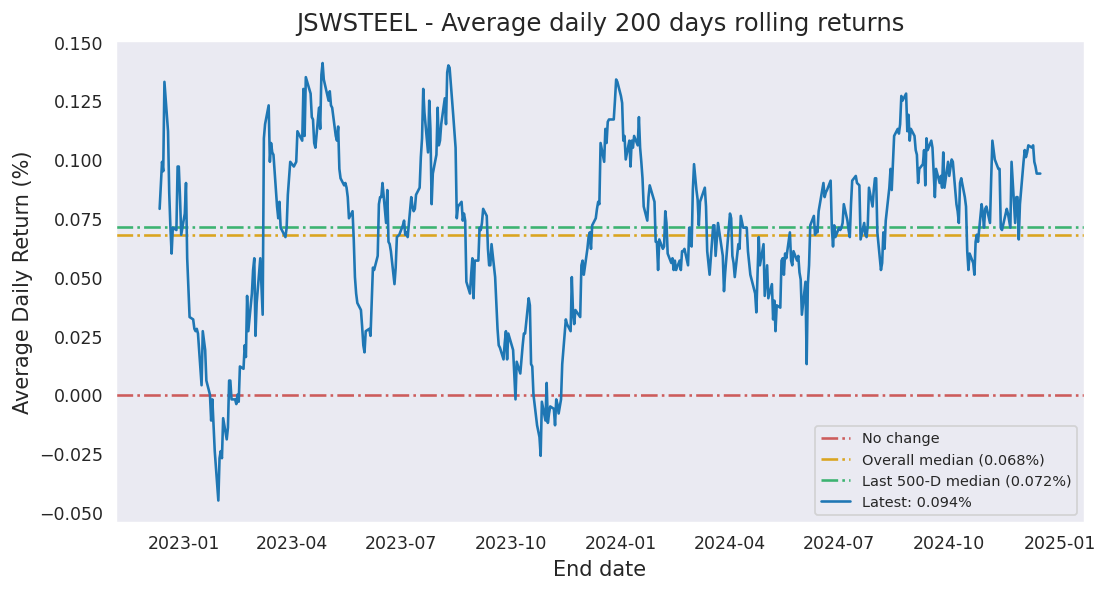 JSWSTEEL - Average daily 200 days rolling returns
Average Daily Return (%)
0.150
0.125
0.100
0.075
0.050
0.025
0.000
−0.025
−0.050
No change
Overall median (0.068%)
Last 500-D median (0.072%)
Latest: 0.094%
2023-01 2023-04 2023-07 2023-10 2024-01 2024-04 2024-07 2024-10 2025-01
End date